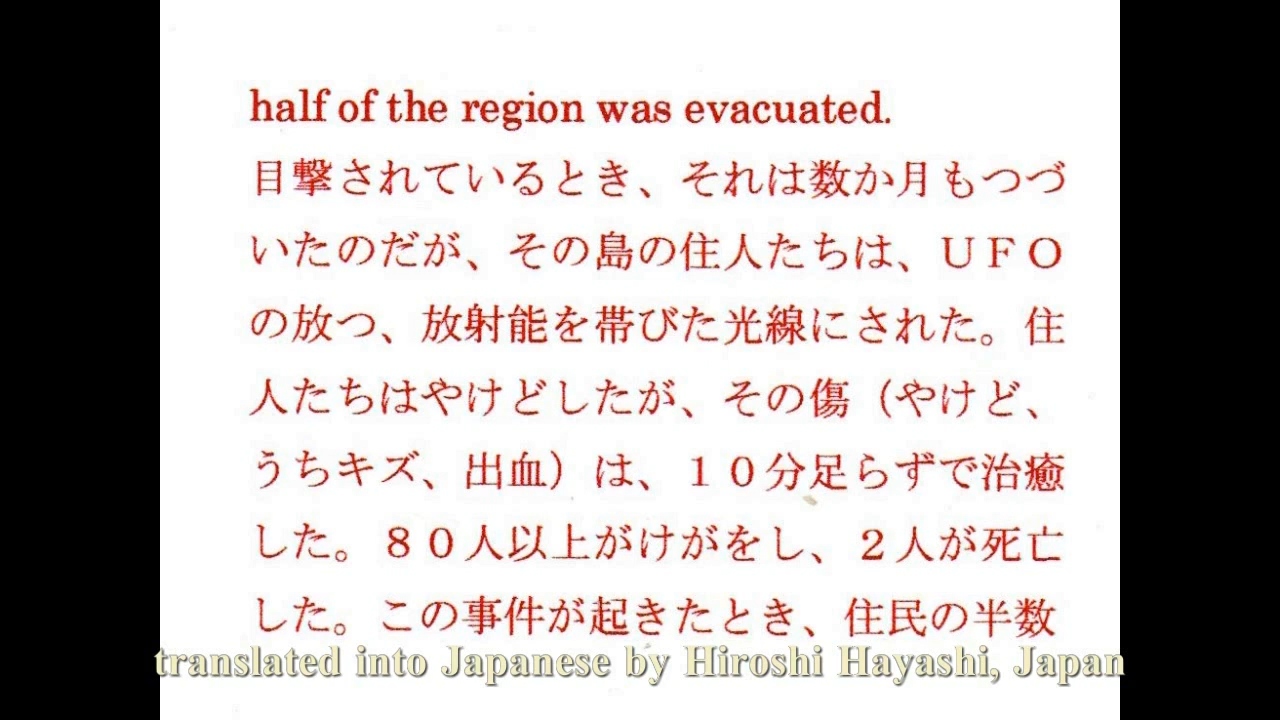 half of the region was evacuated.
目撃されているとき、それは数か月もつづ
いたのだが、その島の住人たちは、ＵＦＯ
の放つ、放射能を帯びた光線にされた。住
人たちはやけどしたが、その傷（やけど、
うちキズ、出血）は、１０分足らずで治癒
した。８０人以上がけがをし、２人が死亡
した。この事件が起きたとき、住民の半数
translated into Japanese by Hiroshi Hayashi, Japan